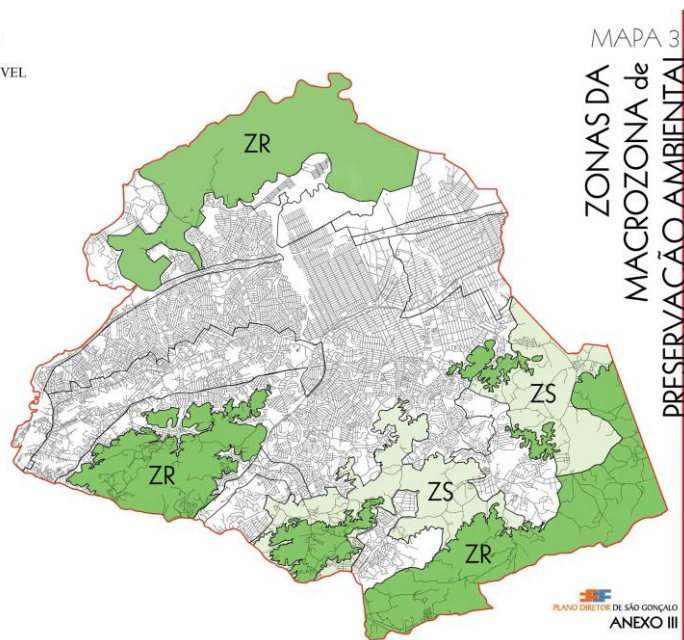 VEL
MAPA 3
ZONAS DA
MACROZONA de
PRESERVAÇÃO AMBIENTAL
ZR
ZS
ZR
ZS
ZR
PLANO DIRETOR DE SÃO GONÇALO
ANEXO III